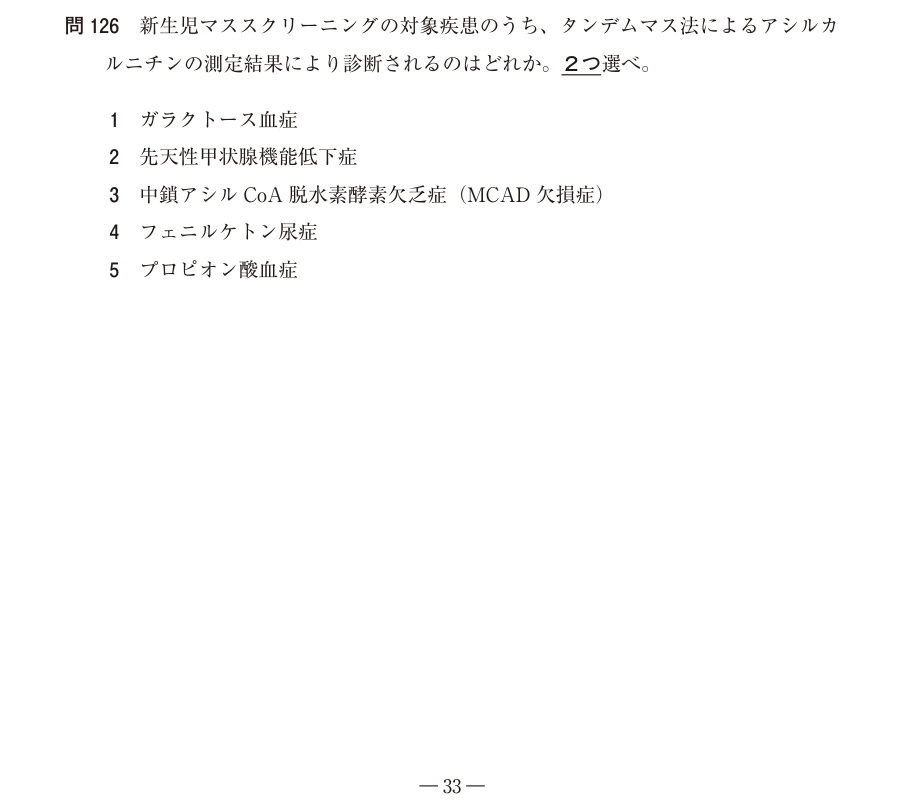 問 126　新生児マススクリーニングの対象疾患のうち、タンデムマス法によるアシルカ
ルニチンの測定結果により診断されるのはどれか。２つ選べ。
1　ガラクトース血症
2　先天性甲状腺機能低下症
3　中鎖アシル CoA 脱水素酵素欠乏症（MCAD 欠損症）
4　フェニルケトン尿症
5　プロピオン酸血症
― 33 ―